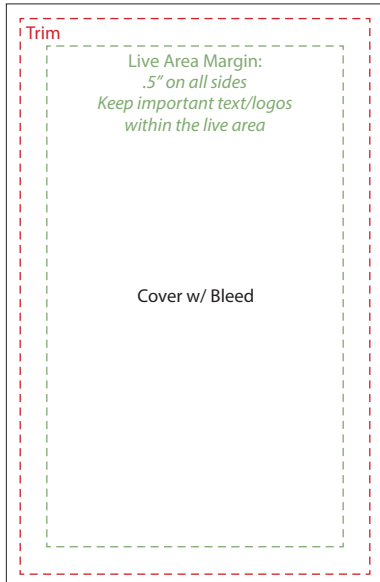 Trim
Live Area Margin:
.5” on all sides
Keep important text/logos
within the live area
Cover w/ Bleed